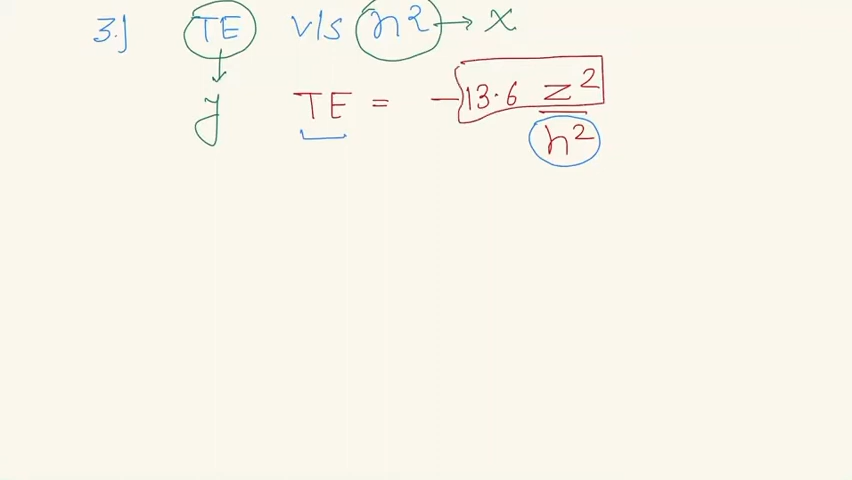 3.) TE v/s n² → x
y TE = - 13.6 z²
n²